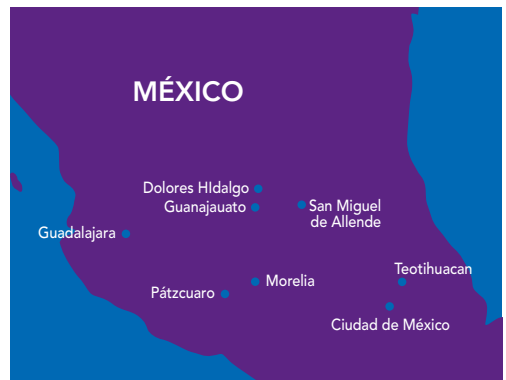 MÉXICO
Dolores HIdalgo
Guanajauato
San Miguel
de Allende
Guadalajara
Teotihuacan
Morelia
Pátzcuaro
Ciudad de México